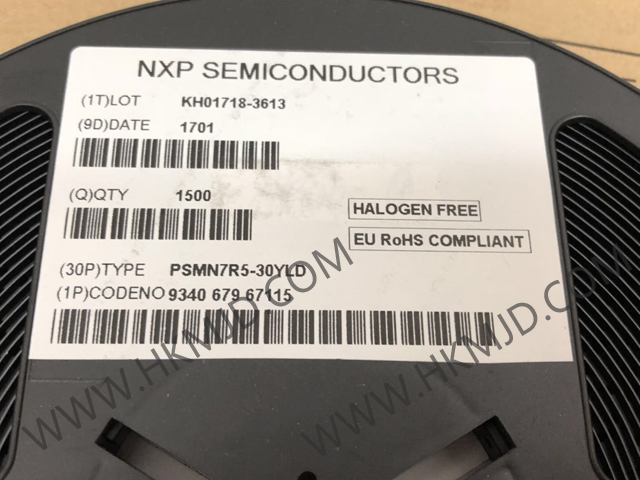 NXP SEMICONDUCTORS
(1T)LOT KH01718-3613
(9D)DATE 1701
(Q)QTY 1500
HALOGEN FREE
EU RoHS COMPLIANT
(30P)TYPE PSMN7R5-30YLD
(1P)CODENO 9340 679 67115
WWW.HKMJD.COM
WWW.HKMJD.COM